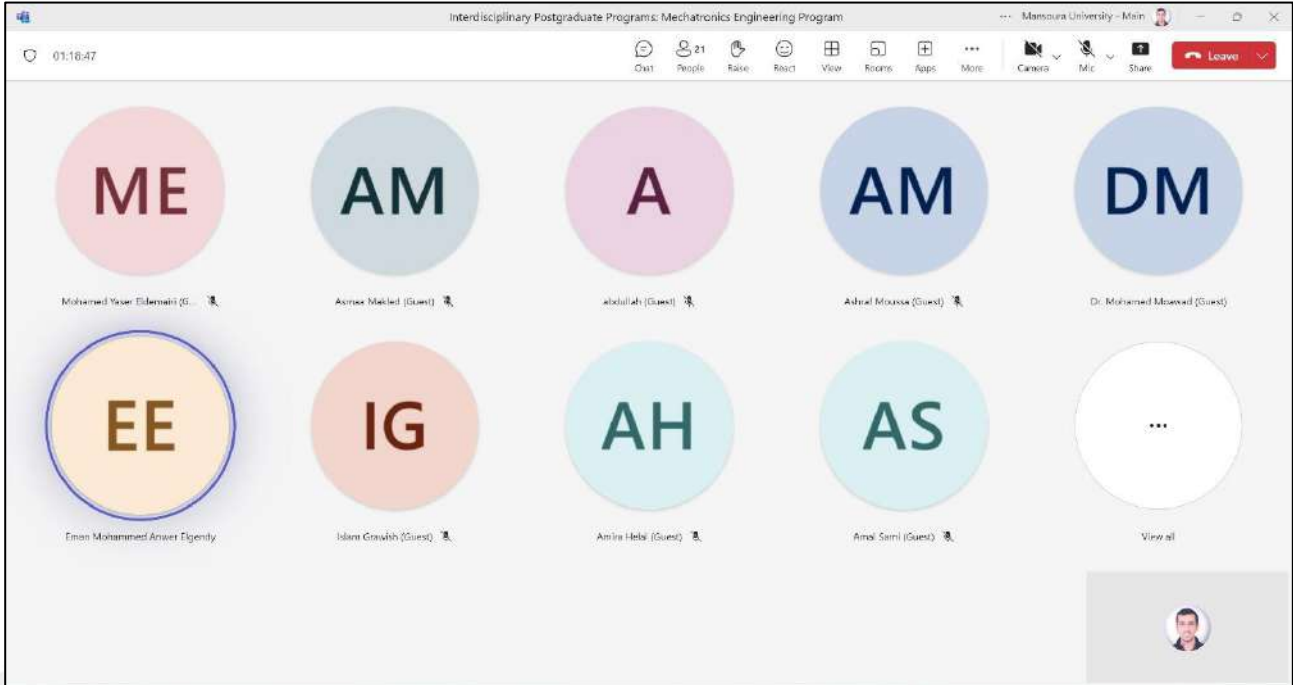 Interdisciplinary Postgraduate Programs: Mechatronics Engineering Program
... Mansoura University - Main
01:18:47
Chat
People 21
Raise
React
View
Rooms
Apps
More
Camera
Mic
Share
Leave
ME
AM
A
AM
DM
Mohamed Yaser Eldemairi (G...
Asmaa Makled (Guest)
abdullah (Guest)
Ashraf Moussa (Guest)
Dr. Mohamed Moawad (Guest)
EE
IG
AH
AS
...
Eman Mohammed Anwer Elgendy
Islam Grawish (Guest)
Amira Helal (Guest)
Amal Sami (Guest)
View all